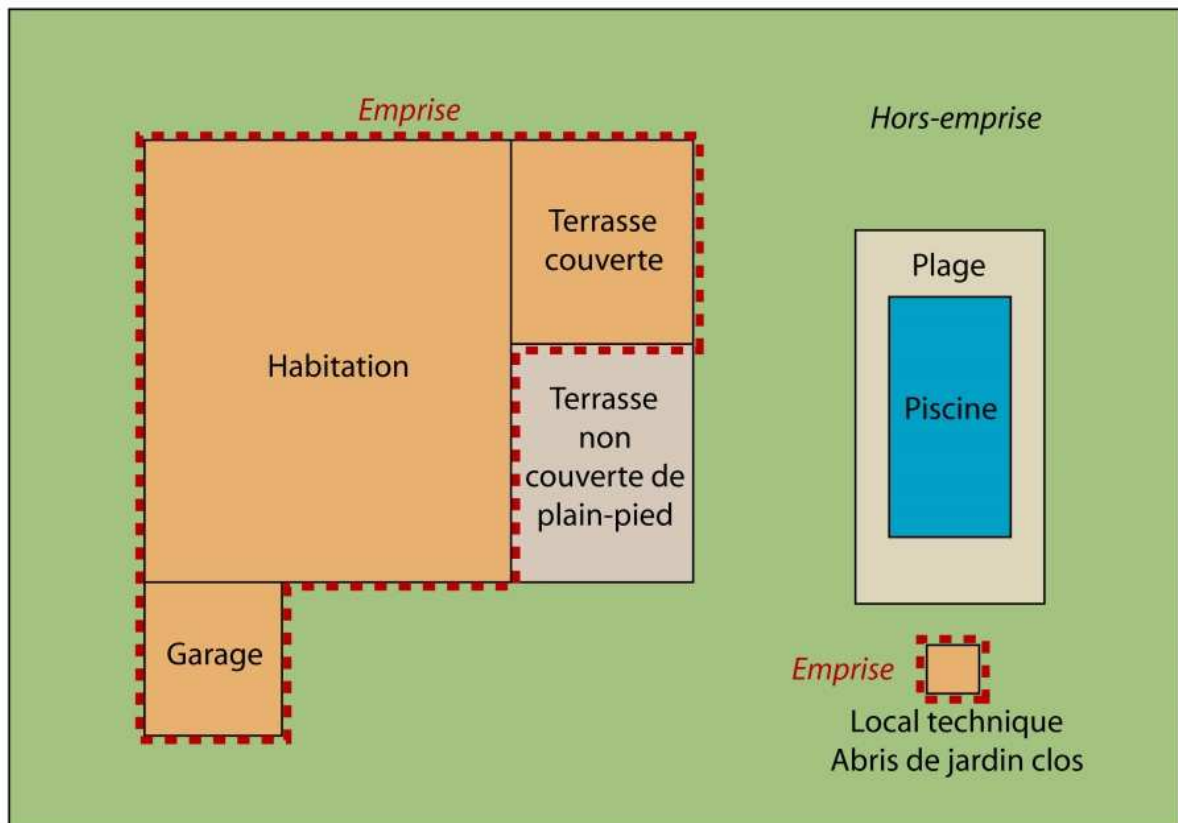 Emprise
Hors-emprise
Terrasse
couverte
Plage
Habitation
Terrasse
non
couverte de
plain-pied
Piscine
Garage
Emprise
Local technique
Abris de jardin clos